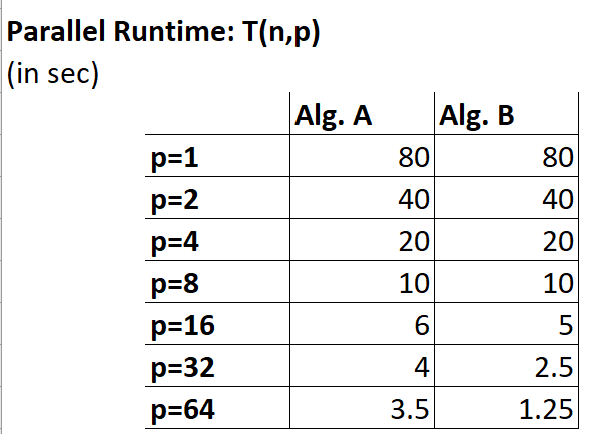 Parallel Runtime: T(n,p)
(in sec)
Alg. A Alg. B
p=1 80 80
p=2 40 40
p=4 20 20
p=8 10 10
p=16 6 5
p=32 4 2.5
p=64 3.5 1.25